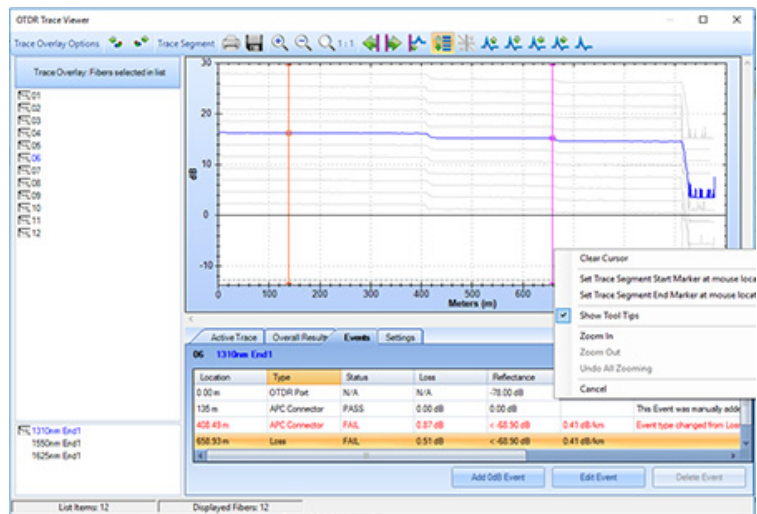 OTDR Trace Viewer
Trace Overlay Options Trace Segment 1:1
Trace Overlay: Fibers selected in list
01
02
03
04
05
06
07
08
09
10
11
12
30
20
10
0
-10
dB
0 100 200 300 400 500 600
Meters (m)
Clear Cursor
Set Trace Segment Start Marker at mouse loca
Set Trace Segment End Marker at mouse locat
Show Tool Tips
Zoom In
Zoom Out
Undo All Zooming
Cancel
Active Trace Overall Results Events Settings
06 1310nm End1
Location Type Status Loss Reflectance
0.00 m OTDR Port N/A N/A -78.00 dB
135 m APC Connector PASS 0.00 dB 0.00 dB This Event was manually adde
408.49 m APC Connector FAIL 0.87 dB < -68.90 dB 0.41 dB/km Event type changed from Loss
658.93 m Loss FAIL 0.51 dB < -68.90 dB 0.41 dB/km
1310nm End1
1550nm End1
1625nm End1
Add 0dB Event Edit Event Delete Event
List Items: 12 Displayed Fibers: 12